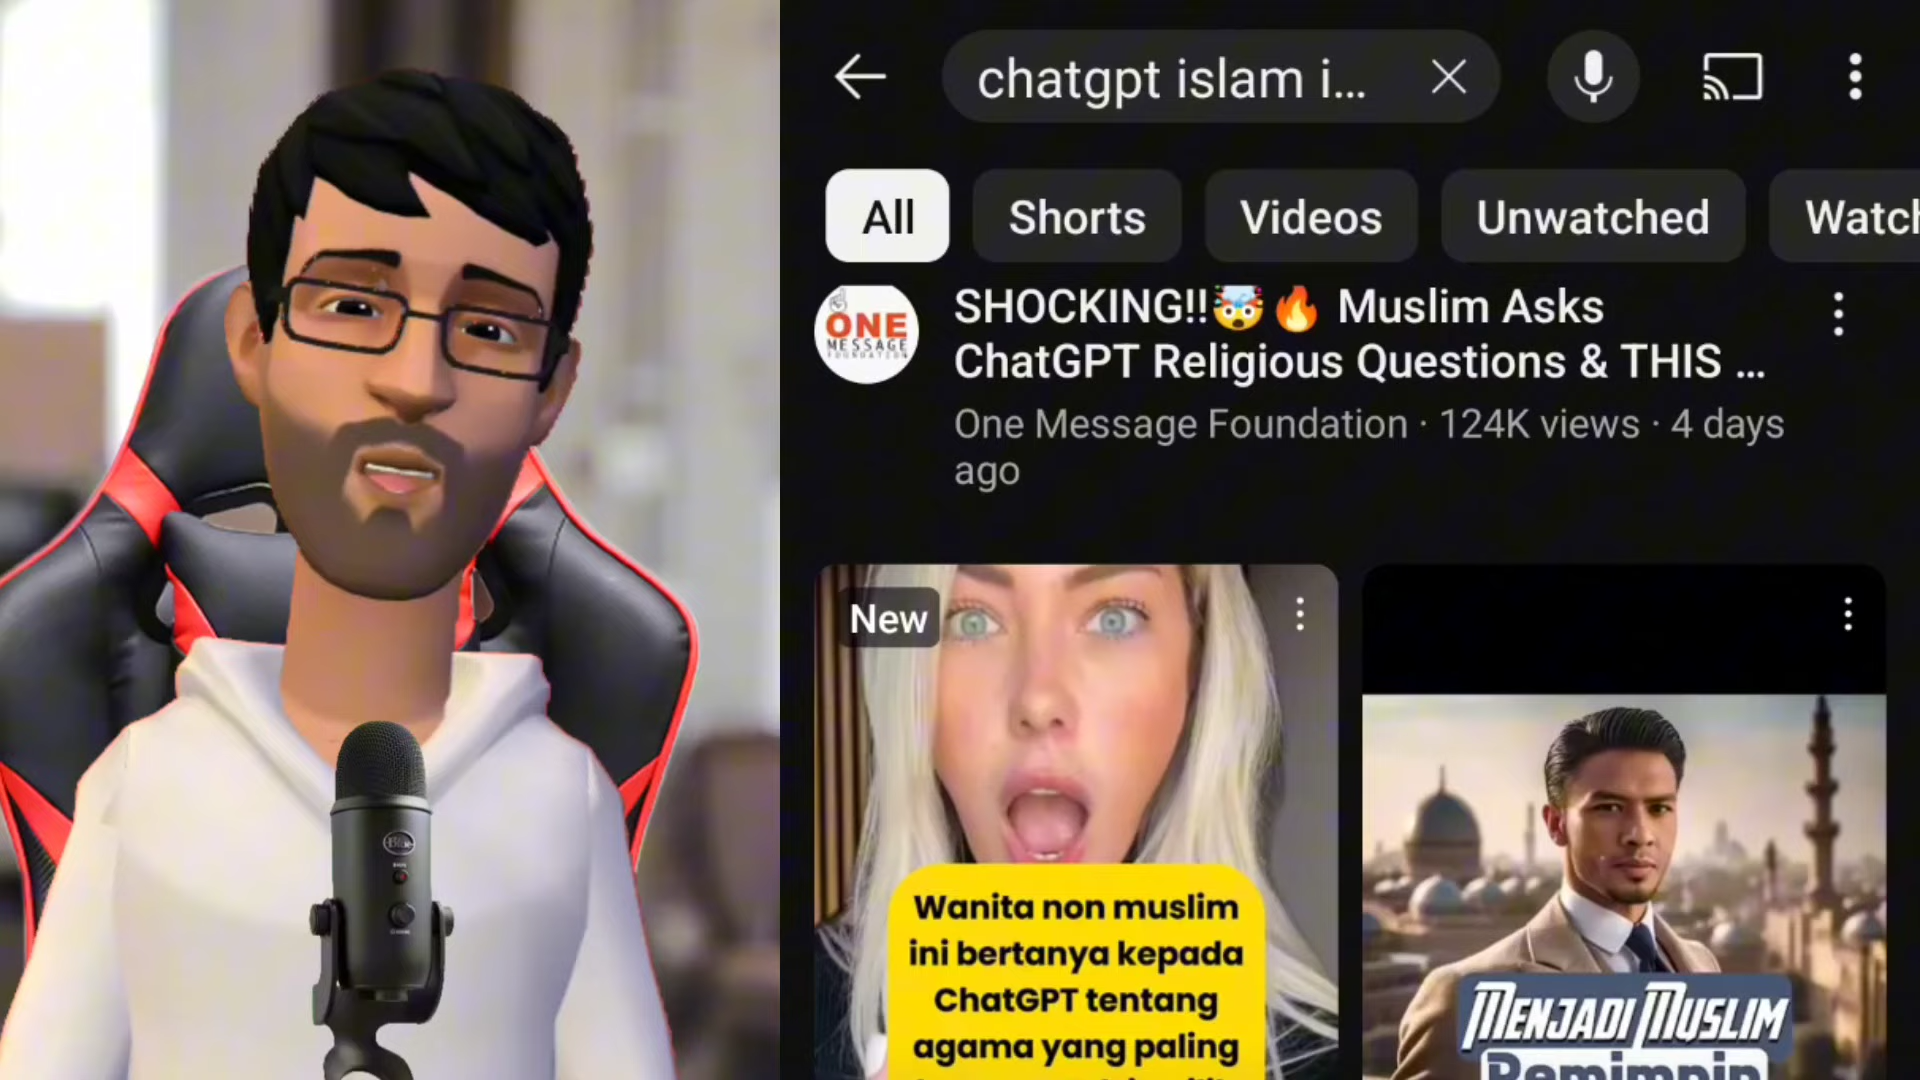 chatgpt islam i...
All
Shorts
Videos
Unwatched
Watch
ONE
MESSAGE
FOUNDATION
SHOCKING!!🤯🔥 Muslim Asks
ChatGPT Religious Questions & THIS ...
One Message Foundation · 124K views · 4 days
ago
New
Wanita non muslim
ini bertanya kepada
ChatGPT tentang
agama yang paling
MENJADI MUSLIM
Pemimpin